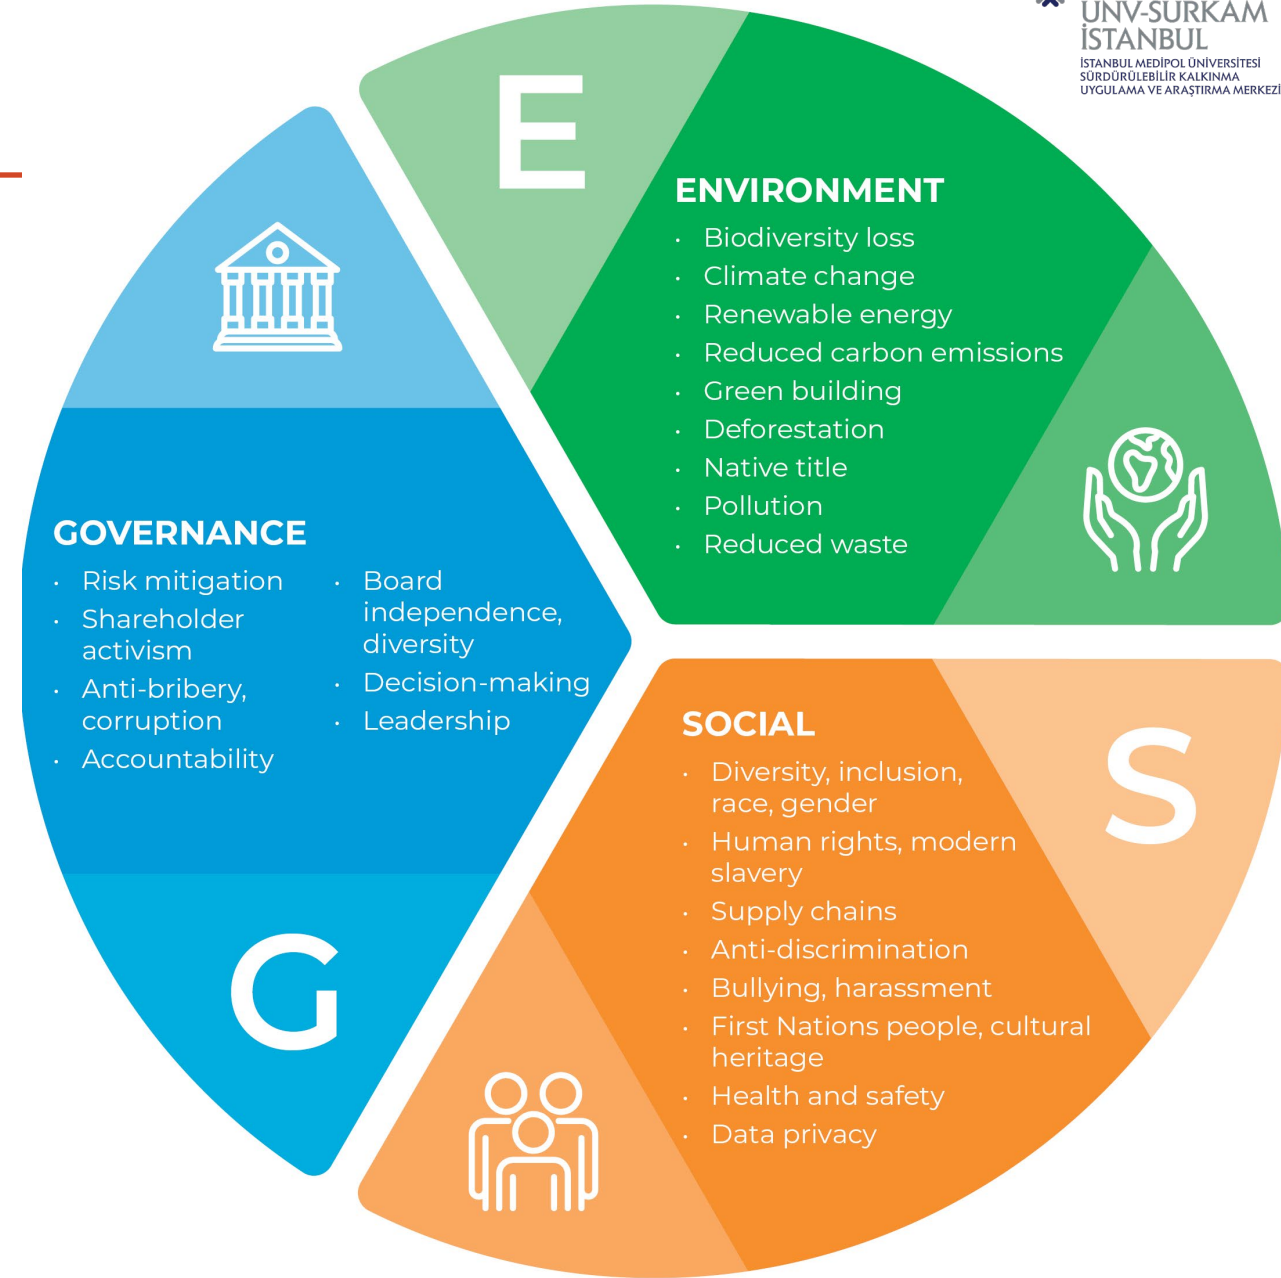 UNV-SURKAM
İSTANBUL
İSTANBUL MEDİPOL ÜNİVERSİTESİ
SÜRDÜRÜLEBİLİR KALKINMA
UYGULAMA VE ARAŞTIRMA MERKEZİ
E
ENVIRONMENT
· Biodiversity loss
· Climate change
· Renewable energy
· Reduced carbon emissions
· Green building
· Deforestation
· Native title
· Pollution
· Reduced waste
GOVERNANCE
· Risk mitigation
· Shareholder
activism
· Anti-bribery,
corruption
· Accountability
· Board
independence,
diversity
· Decision-making
· Leadership
G
SOCIAL
· Diversity, inclusion,
race, gender
· Human rights, modern
slavery
· Supply chains
· Anti-discrimination
· Bullying, harassment
· First Nations people, cultural
heritage
· Health and safety
· Data privacy
S